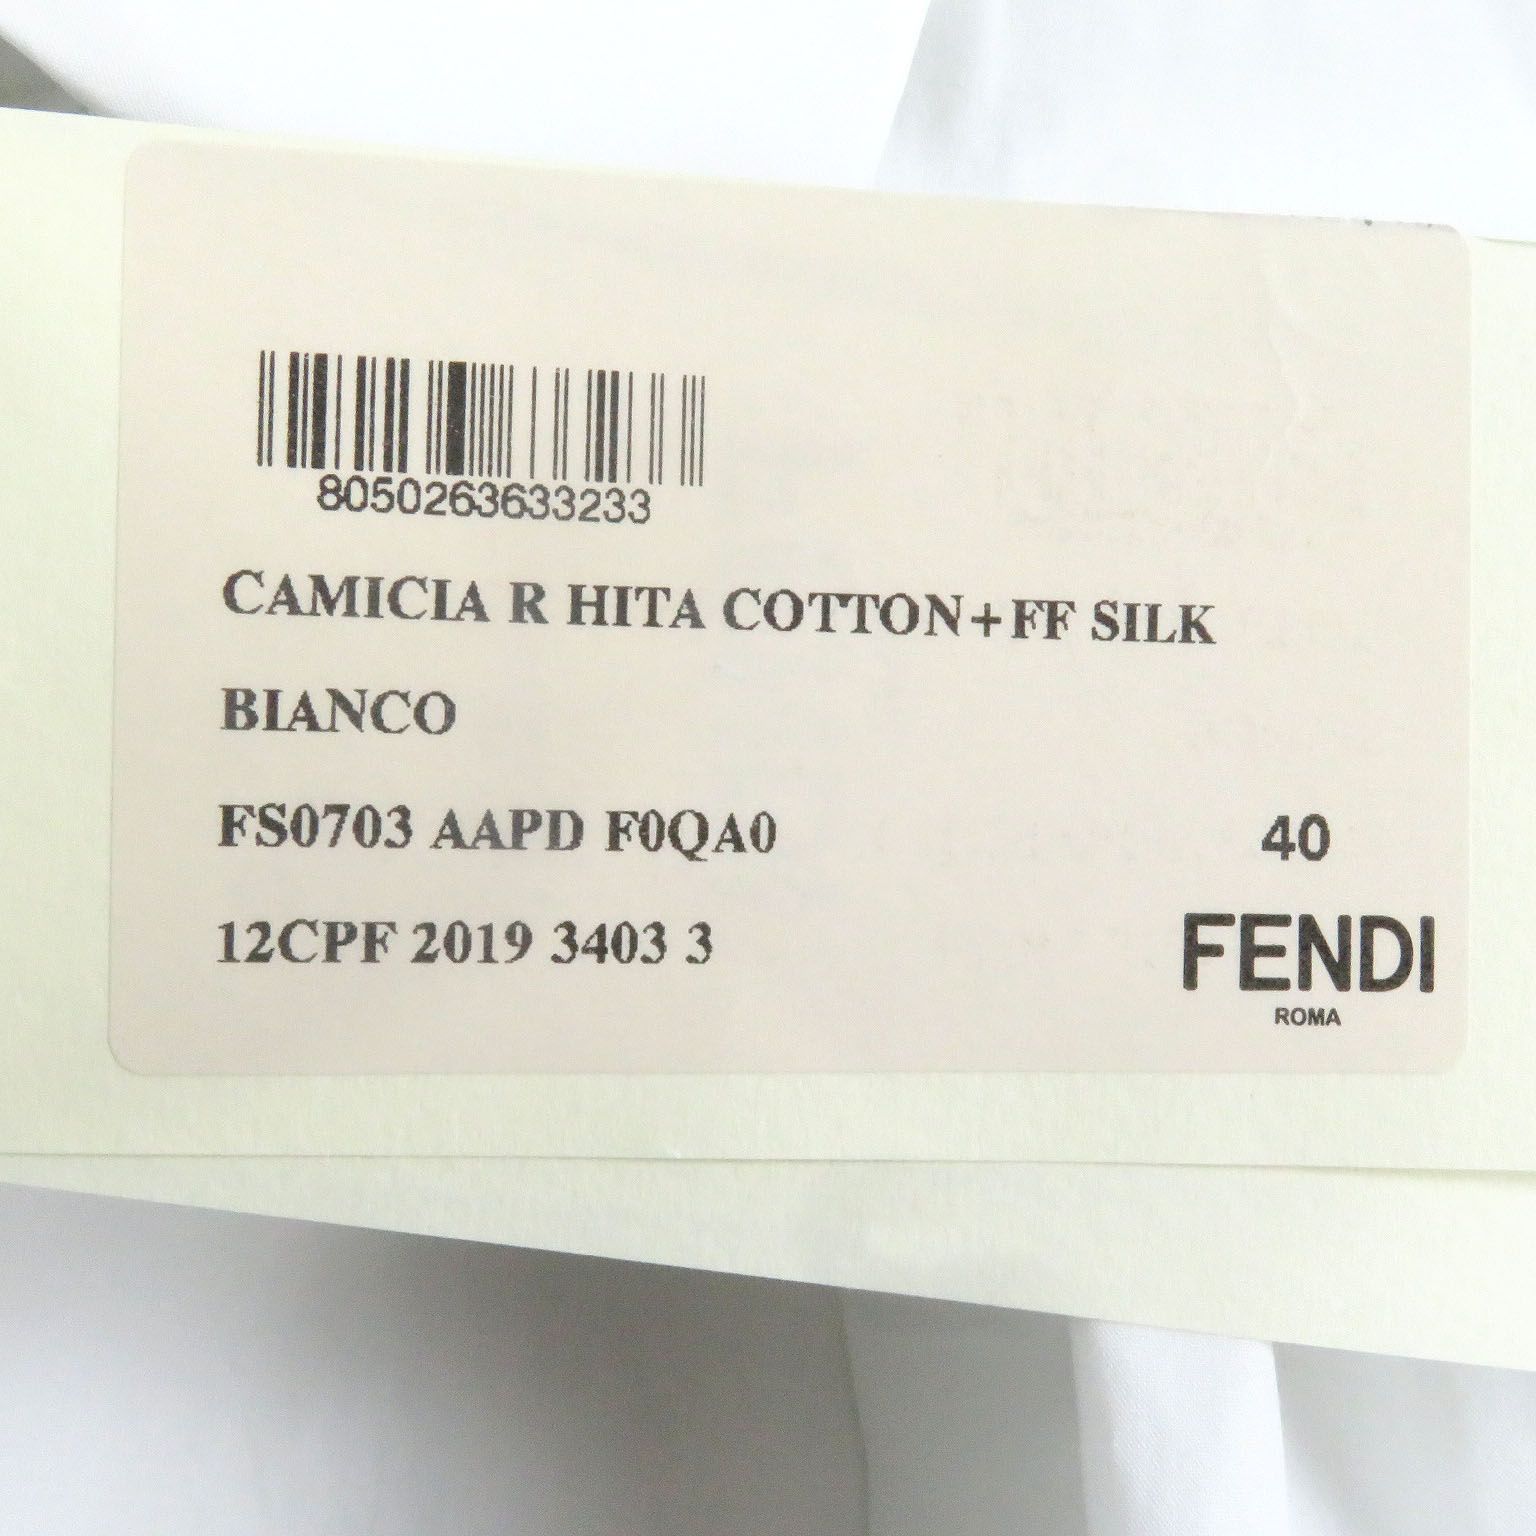 8050263633233
CAMICIA R HITA COTTON+FF SILK
BIANCO
FS0703 AAPD F0QA0 40
12CPF 2019 3403 3
FENDI
ROMA